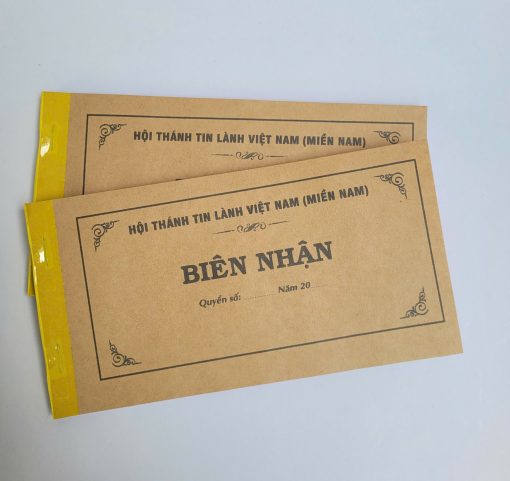 HỘI THÁNH TIN LÀNH VIỆT NAM (MIỀN NAM)
HỘI THÁNH TIN LÀNH VIỆT NAM (MIỀN NAM)
BIÊN NHẬN
Quyển số: ............ Năm 20.....